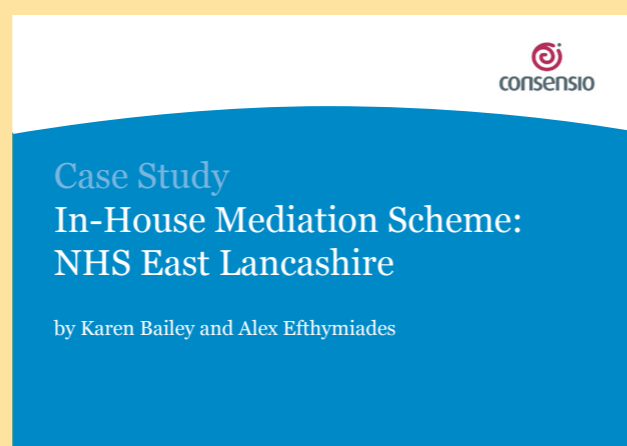 consensio
Case Study
In-House Mediation Scheme:
NHS East Lancashire
by Karen Bailey and Alex Efthymiades